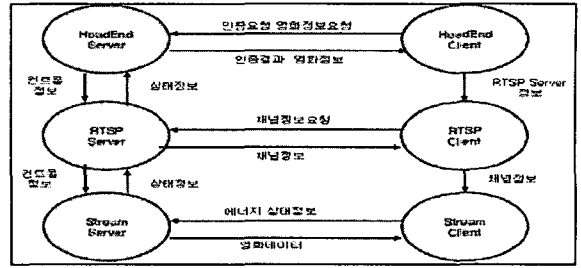 HeadEnd
Server
인증요청 영화정보요청
인증결과 영화정보
HeadEnd
Client
컨트롤
정보
상태정보
RTSP Server
정보
RTSP
Server
채널정보요청
채널정보
RTSP
Client
컨트롤
정보
상태정보
채널정보
Stream
Server
에너지 상태정보
영화데이터
Stream
Client